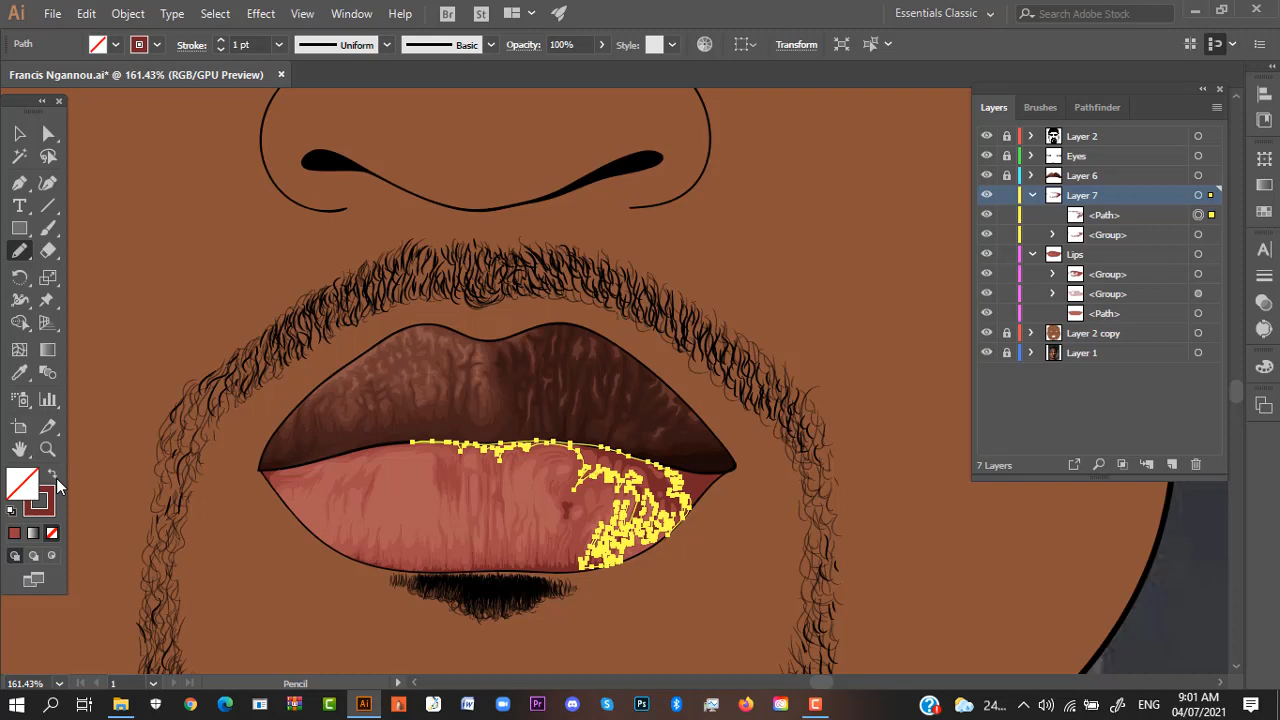 Ai File Edit Object Type Select Effect View Window Help Br St Essentials Classic Search Adobe Stock
Path Stroke: 1 pt Uniform Basic Opacity: 100% Style: Transform
Francis Ngannou.ai* @ 161.43% (RGB/GPU Preview)
Layers Brushes Pathfinder
Layer 2
Eyes
Layer 6
Layer 7
<Path>
<Group>
Lips
<Group>
<Group>
<Path>
Layer 2 copy
Layer 1
7 Layers
161.43% 1 Pencil
Ai Pr Ps 24... ENG 9:01 AM
04/07/2021